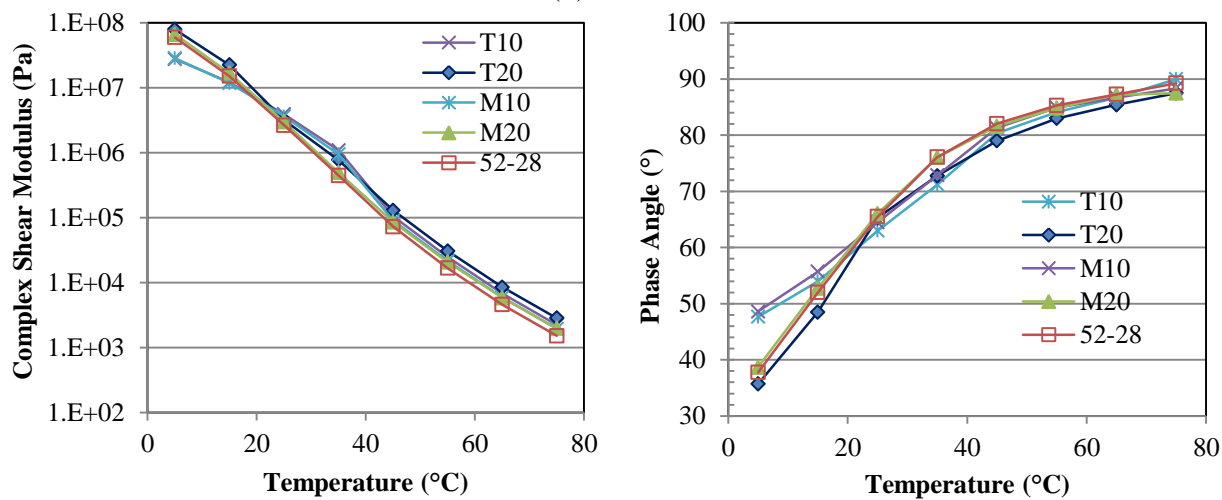 Complex Shear Modulus (Pa)
1.E+08
1.E+07
1.E+06
1.E+05
1.E+04
1.E+03
1.E+02
T10
T20
M10
M20
52-28
0
20
40
60
80
Temperature (°C)
Phase Angle (°)
100
90
80
70
60
50
40
30
T10
T20
M10
M20
52-28
0
20
40
60
80
Temperature (°C)